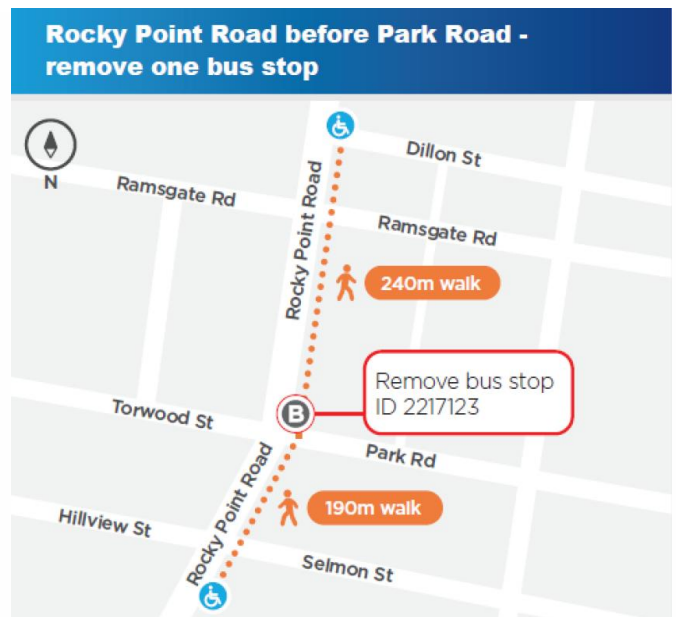 Rocky Point Road before Park Road -
remove one bus stop
N
Dillon St
Ramsgate Rd
Rocky Point Road
Ramsgate Rd
240m walk
Remove bus stop
ID 2217123
B
Torwood St
Park Rd
Rocky Point Road
190m walk
Hillview St
Selmon St